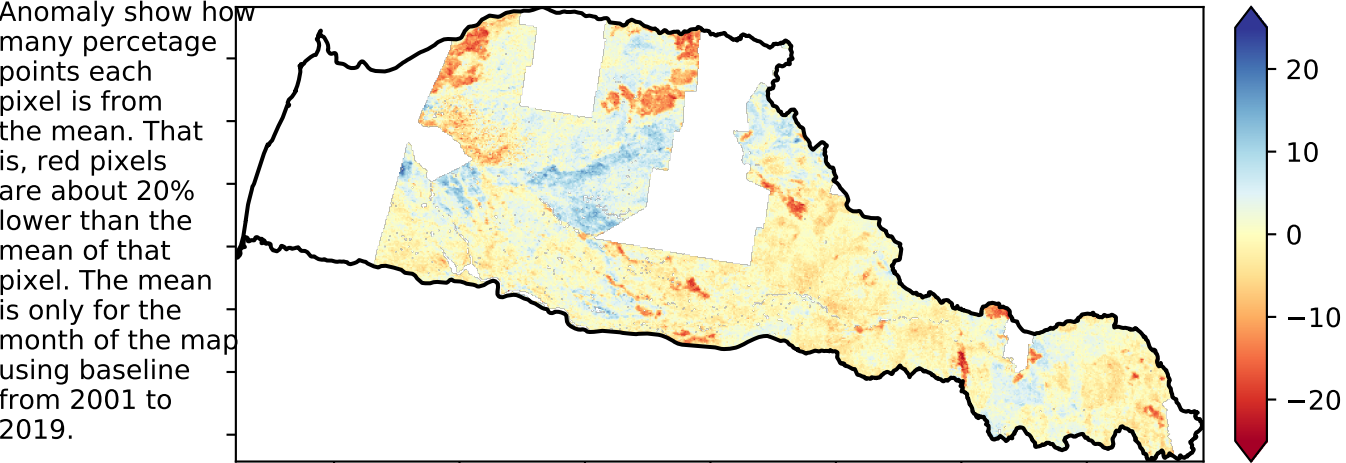 Anomaly show how
many percetage
points each
pixel is from
the mean. That
is, red pixels
are about 20%
lower than the
mean of that
pixel. The mean
is only for the
month of the map
using baseline
from 2001 to
2019.
20
10
0
−10
−20